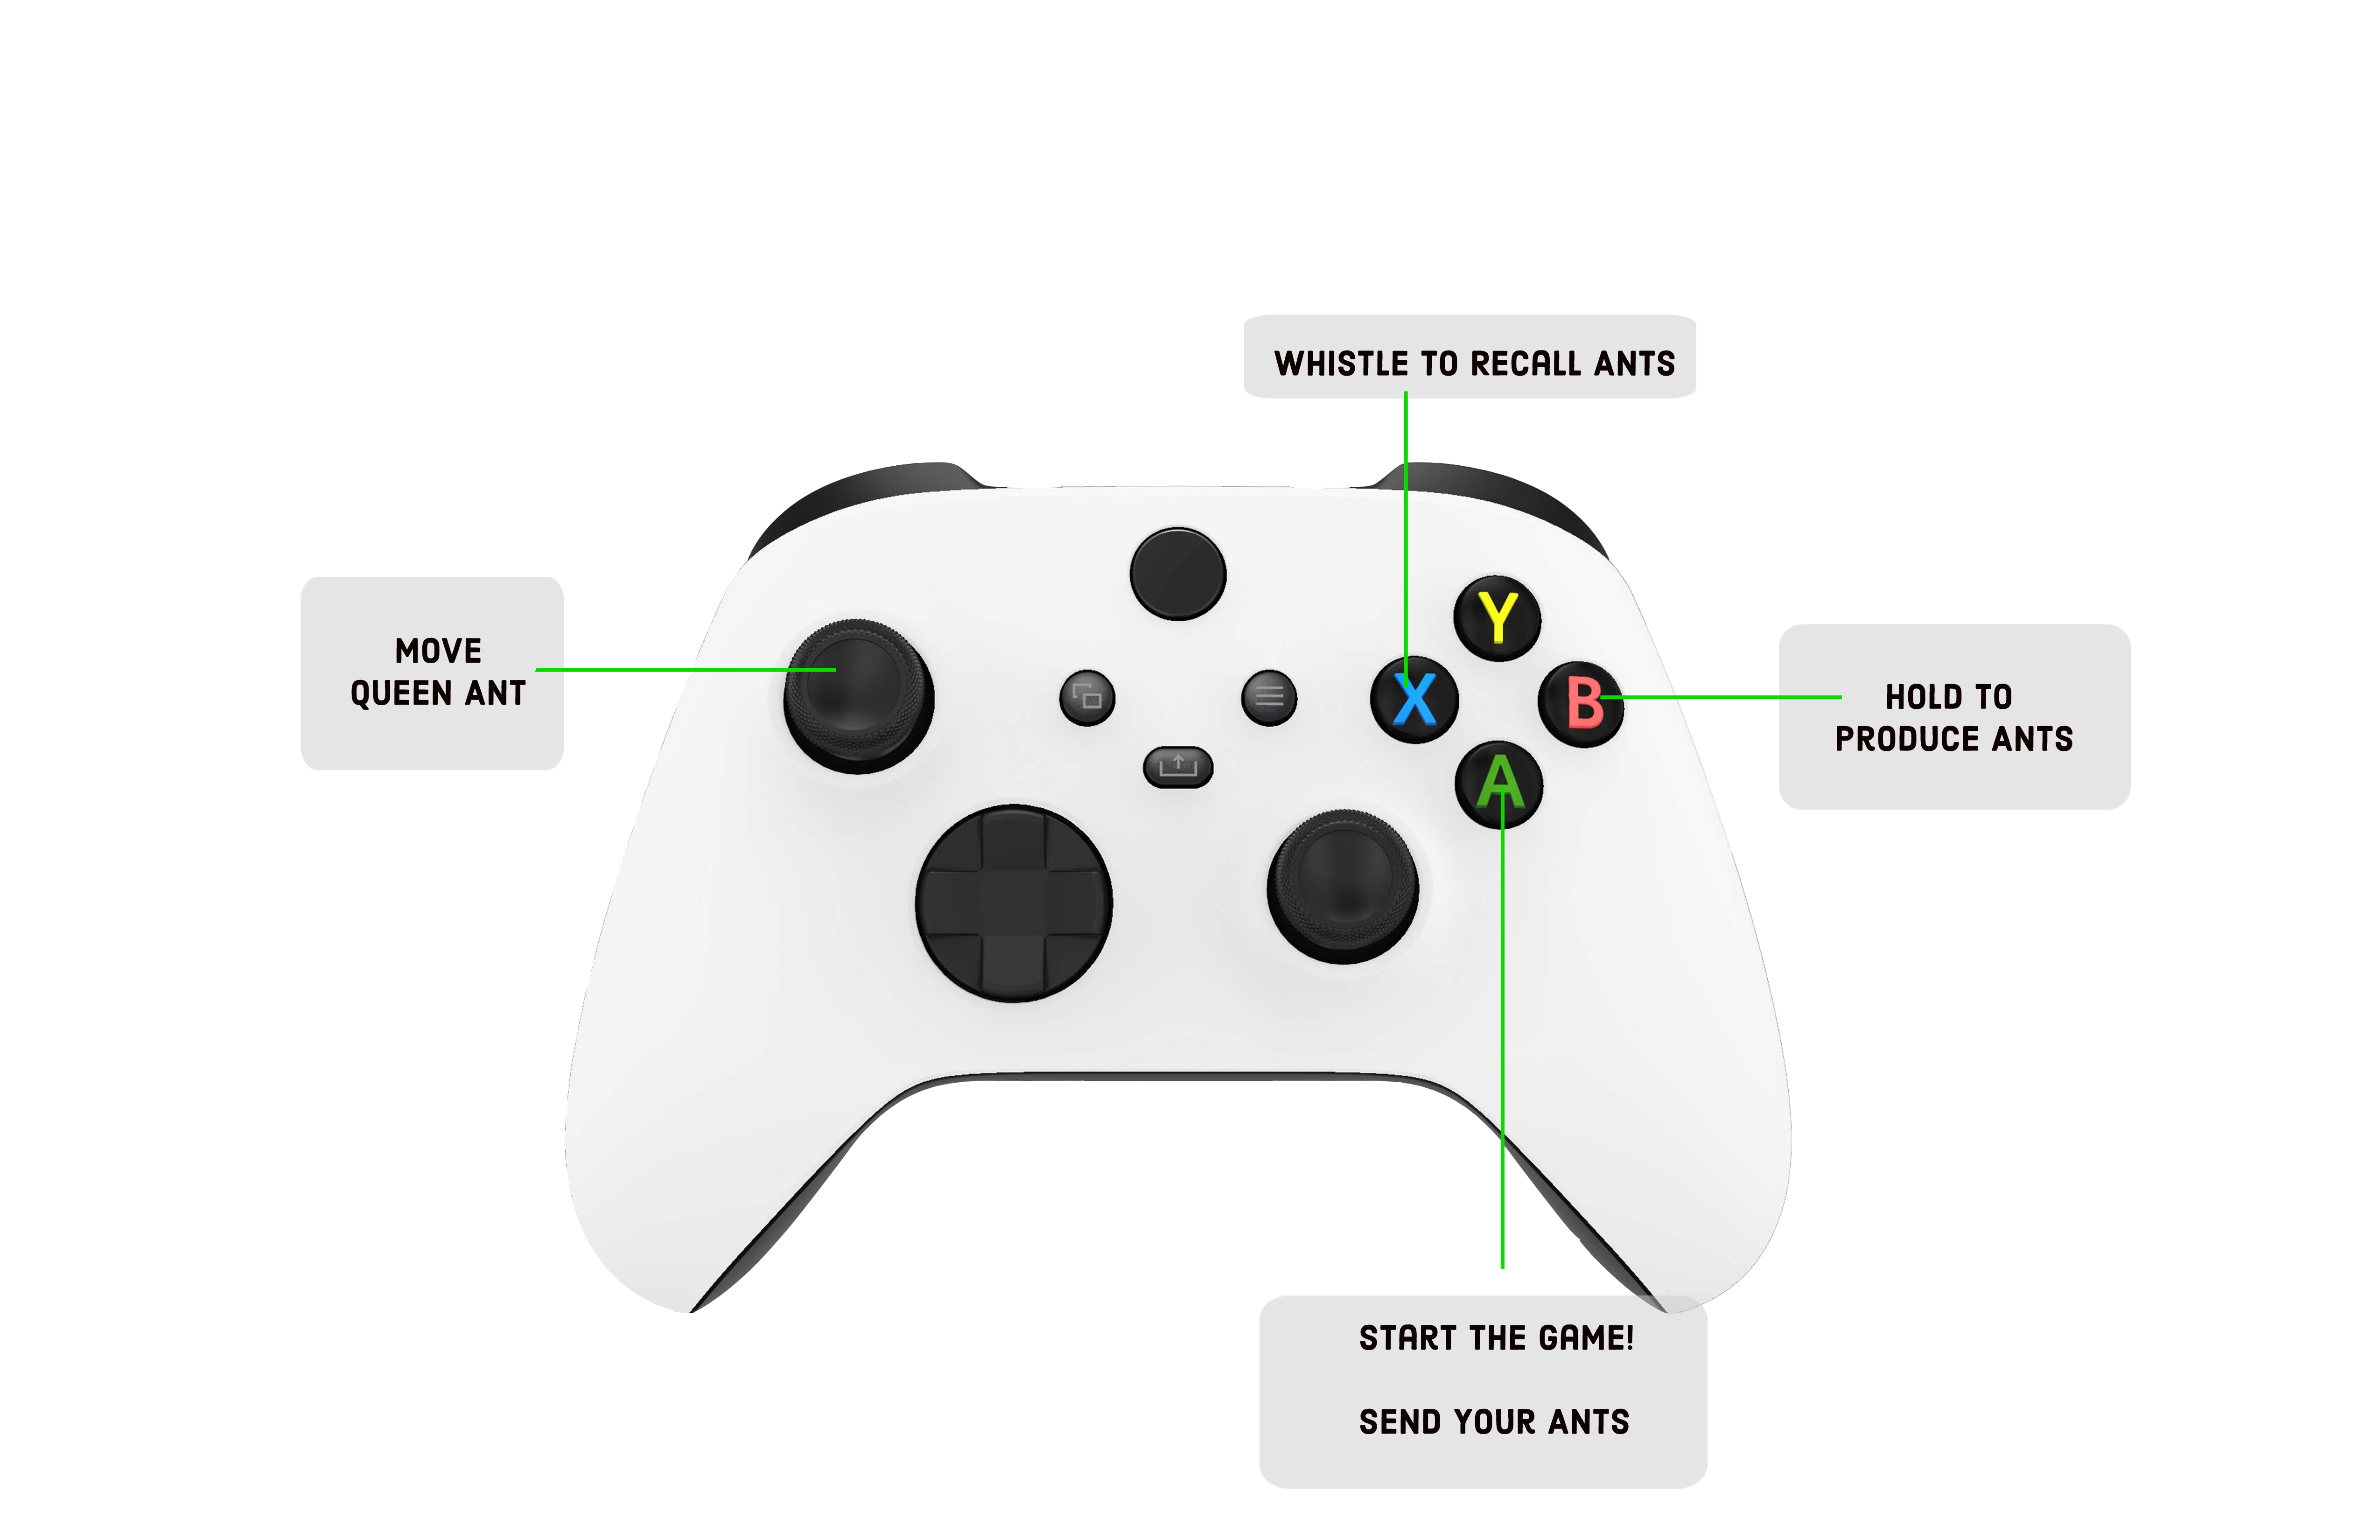 WHISTLE TO RECALL ANTS
MOVE
QUEEN ANT
Y
X
B
A
HOLD TO
PRODUCE ANTS
START THE GAME!
SEND YOUR ANTS